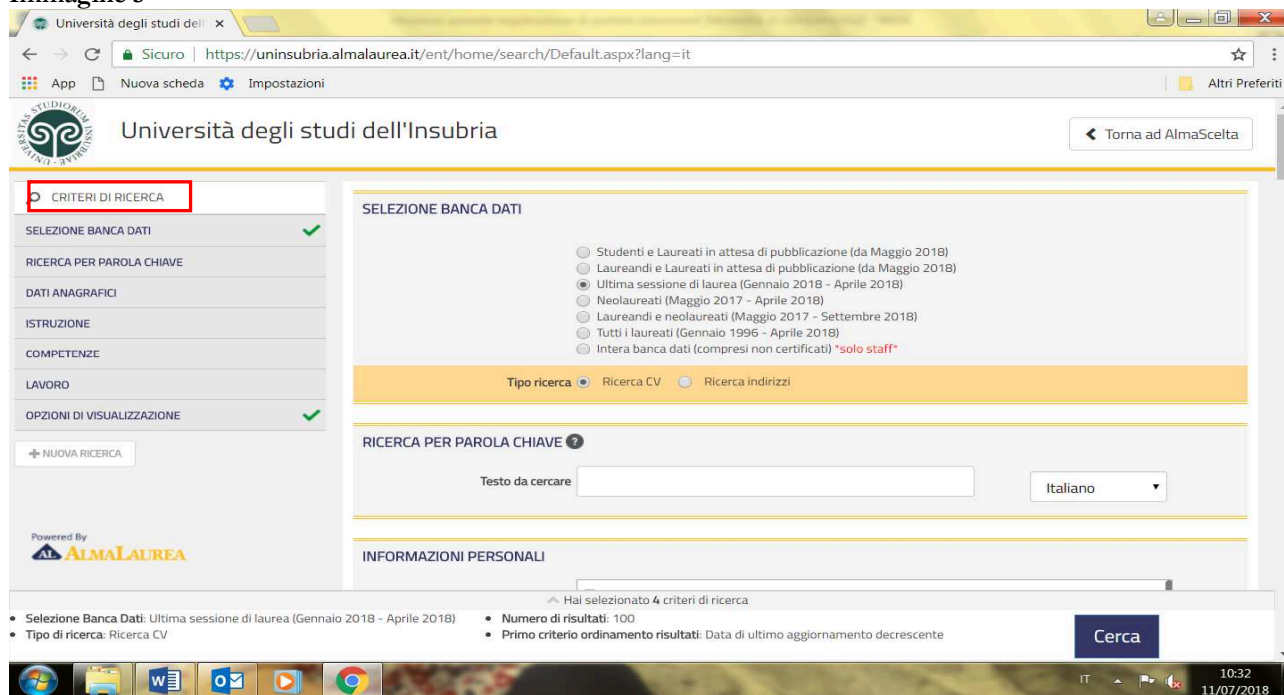 Immagine 3
Università degli studi dell
Sicuro | https://uninsubria.almalaurea.it/ent/home/search/Default.aspx?lang=it
App Nuova scheda Impostazioni Altri Preferiti
Università degli studi dell'Insubria
Torna ad AlmaScelta
CRITERI DI RICERCA
SELEZIONE BANCA DATI
RICERCA PER PAROLA CHIAVE
DATI ANAGRAFICI
ISTRUZIONE
COMPETENZE
LAVORO
OPZIONI DI VISUALIZZAZIONE
NUOVA RICERCA
Powered By
AL ALMALAUREA
SELEZIONE BANCA DATI
Studenti e Laureati in attesa di pubblicazione (da Maggio 2018)
Laureandi e Laureati in attesa di pubblicazione (da Maggio 2018)
Ultima sessione di laurea (Gennaio 2018 - Aprile 2018)
Neolaureati (Maggio 2017 - Aprile 2018)
Laureandi e neolaureati (Maggio 2017 - Settembre 2018)
Tutti i laureati (Gennaio 1996 - Aprile 2018)
Intera banca dati (compresi non certificati) *solo staff*
Tipo ricerca Ricerca CV Ricerca indirizzi
RICERCA PER PAROLA CHIAVE ?
Testo da cercare Italiano
INFORMAZIONI PERSONALI
Hai selezionato 4 criteri di ricerca
Selezione Banca Dati: Ultima sessione di laurea (Gennaio 2018 - Aprile 2018)
Tipo di ricerca: Ricerca CV
Numero di risultati: 100
Primo criterio ordinamento risultati: Data di ultimo aggiornamento decrescente
Cerca
IT 10:32
11/07/2018